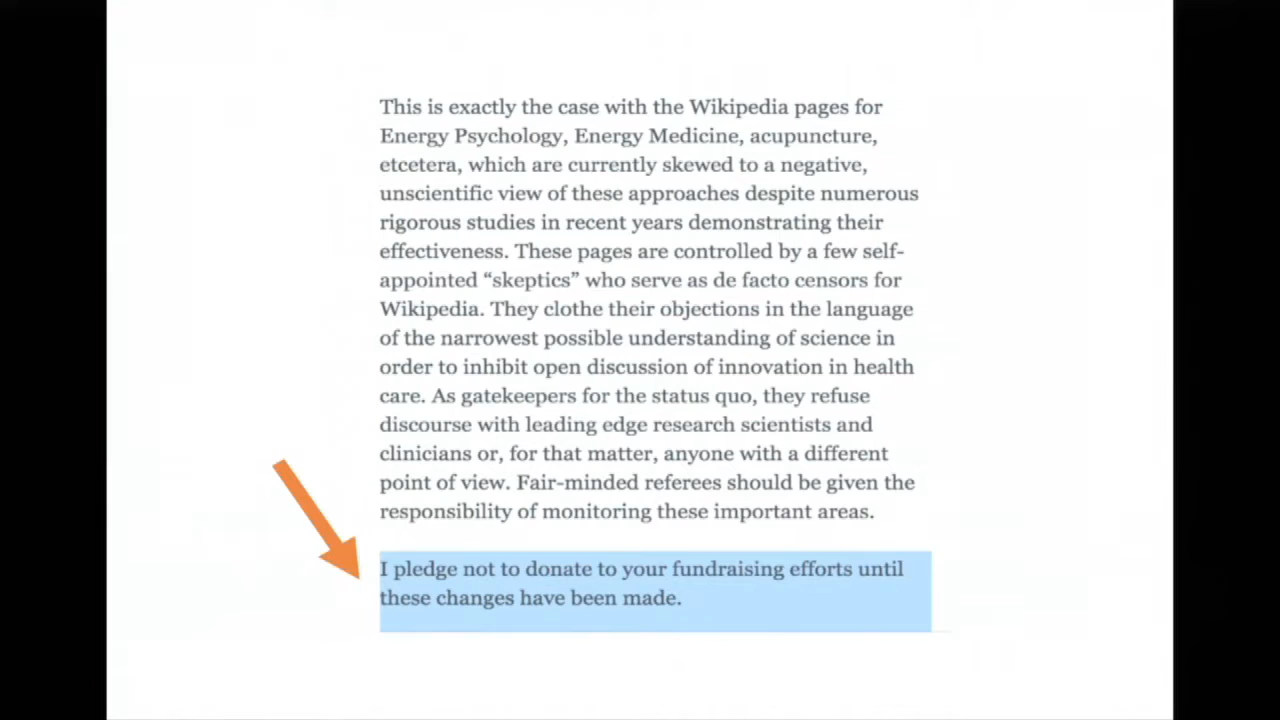 This is exactly the case with the Wikipedia pages for
Energy Psychology, Energy Medicine, acupuncture,
etcetera, which are currently skewed to a negative,
unscientific view of these approaches despite numerous
rigorous studies in recent years demonstrating their
effectiveness. These pages are controlled by a few self-
appointed “skeptics” who serve as de facto censors for
Wikipedia. They clothe their objections in the language
of the narrowest possible understanding of science in
order to inhibit open discussion of innovation in health
care. As gatekeepers for the status quo, they refuse
discourse with leading edge research scientists and
clinicians or, for that matter, anyone with a different
point of view. Fair-minded referees should be given the
responsibility of monitoring these important areas.
I pledge not to donate to your fundraising efforts until
these changes have been made.